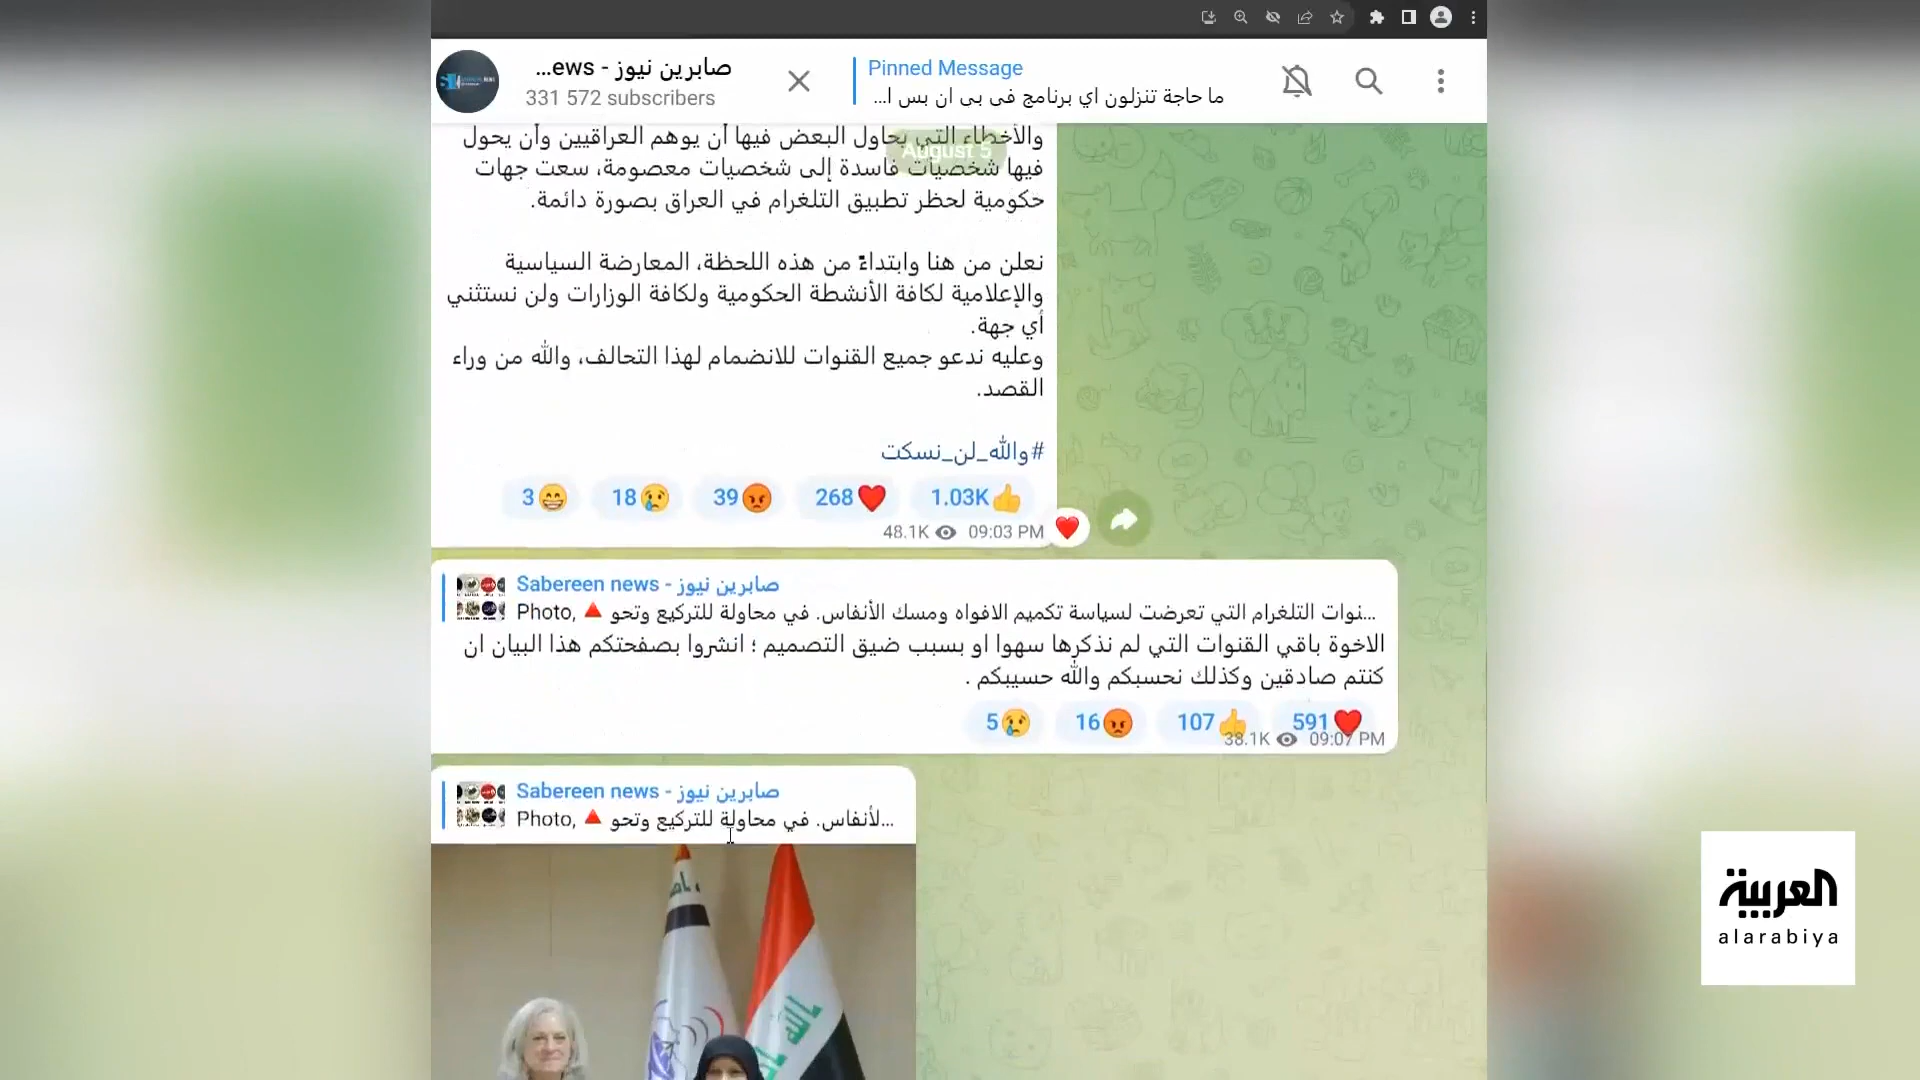 صابرين نيوز - ews...
331 572 subscribers
Pinned Message
ما حاجة تنزلون اي برنامج في بي ان بس ا...
والأخطاء التي يحاول البعض فيها أن يوهم العراقيين وأن يحول
August 5
فيها شخصيات فاسدة إلى شخصيات معصومة، سعت جهات
حكومية لحظر تطبيق التلغرام في العراق بصورة دائمة.
نعلن من هنا وابتداءً من هذه اللحظة، المعارضة السياسية
والإعلامية لكافة الأنشطة الحكومية ولكافة الوزارات ولن نستثني
أي جهة.
وعليه ندعو جميع القنوات للانضمام لهذا التحالف، والله من وراء
القصد.
#والله_لن_نسكت
3 18 39 268 1.03K
48.1K 09:03 PM
Sabereen news - صابرين نيوز
Photo, 🔺 نوات التلغرام التي تعرضت لسياسة تكميم الافواه ومسك الأنفاس. في محاولة للتركيع وتحو...
الاخوة باقي القنوات التي لم نذكرها سهوا او بسبب ضيق التصميم ؛ انشروا بصفحتكم هذا البيان ان
كنتم صادقين وكذلك نحسبكم والله حسيبكم .
5 16 107 591
38.1K 09:07 PM
Sabereen news - صابرين نيوز
Photo, 🔺 لأنفاس. في محاولة للتركيع وتحو...
العربية
alarabiya